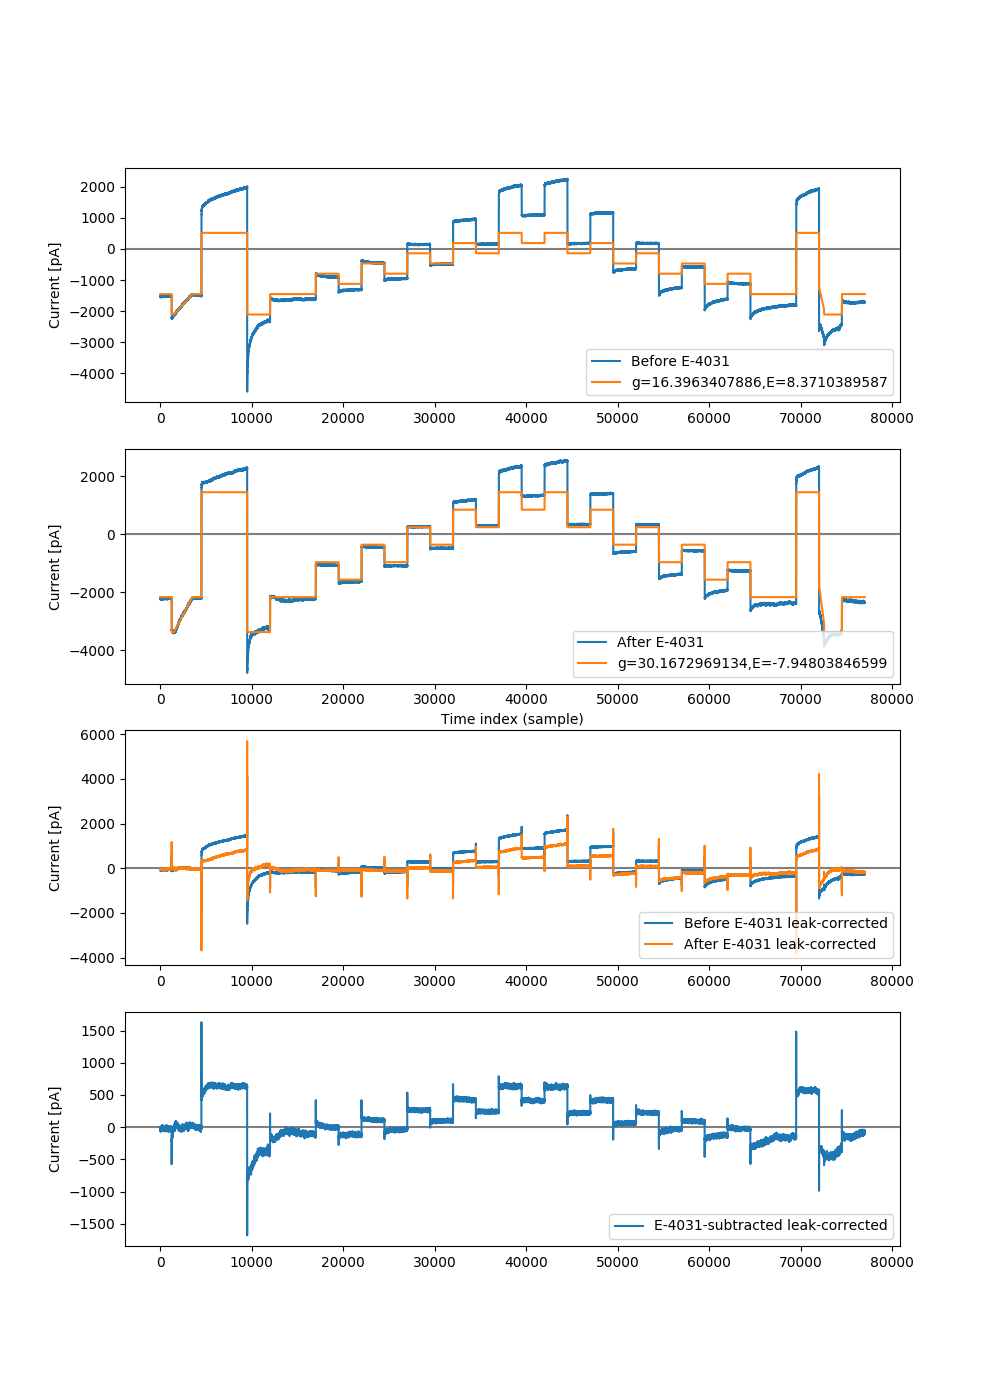 2000
1000
0
−1000
−2000
−3000
−4000
Current [pA]
Before E-4031
g=16.3963407886,E=8.3710389587
0 10000 20000 30000 40000 50000 60000 70000 80000
2000
0
−2000
−4000
Current [pA]
After E-4031
g=30.1672969134,E=-7.94803846599
0 10000 20000 30000 40000 50000 60000 70000 80000
Time index (sample)
6000
4000
2000
0
−2000
−4000
Current [pA]
Before E-4031 leak-corrected
After E-4031 leak-corrected
0 10000 20000 30000 40000 50000 60000 70000 80000
1500
1000
500
0
−500
−1000
−1500
Current [pA]
E-4031-subtracted leak-corrected
0 10000 20000 30000 40000 50000 60000 70000 80000